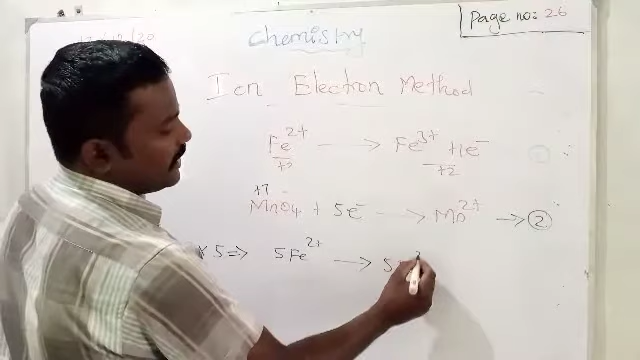 Page no: 26
Chemistry
Ion Electron Method
Fe²⁺ → Fe³⁺ + 1e⁻
+2 +2
+7
MnO₄⁻ + 5e⁻ → Mn²⁺ → ②
× 5 ⇒ 5Fe²⁺ → 5